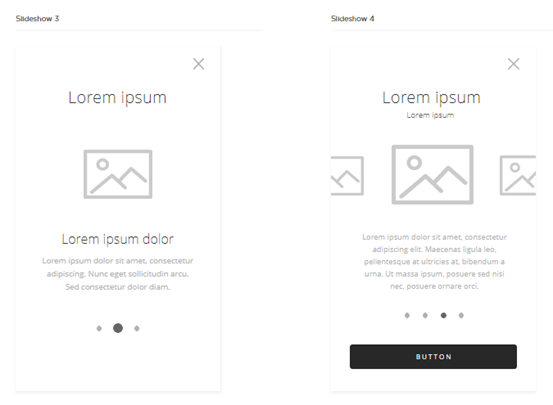 Slideshow 3
Lorem ipsum
Lorem ipsum dolor
Lorem ipsum dolor sit amet, consectetur
adipiscing. Nunc eget sollicitudin arcu.
Sed consectetur dolor diam.
Slideshow 4
Lorem ipsum
Lorem ipsum
Lorem ipsum dolor sit amet, consectetur
adipiscing elit. Maecenas ligula leo,
pellentesque at ultricies at, bibendum a
urna. Ut massa ipsum, posuere sed nisi
nec, posuere ornare orci.
BUTTON